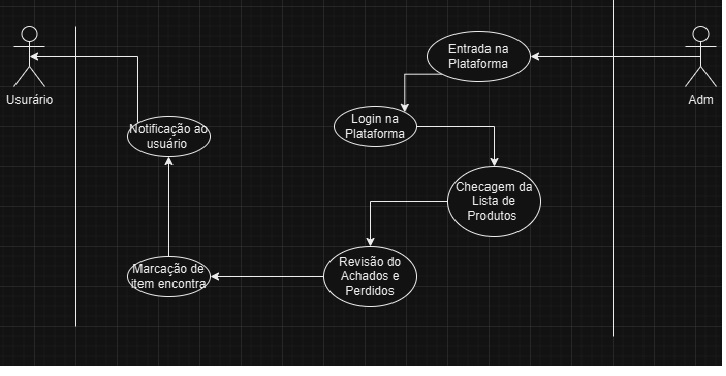 Entrada na
Plataforma
Usurário
Adm
Login na
Plataforma
Notificação ao
usuário
Checagem da
Lista de
Produtos
Revisão do
Achados e
Perdidos
Marcação de
item encontra